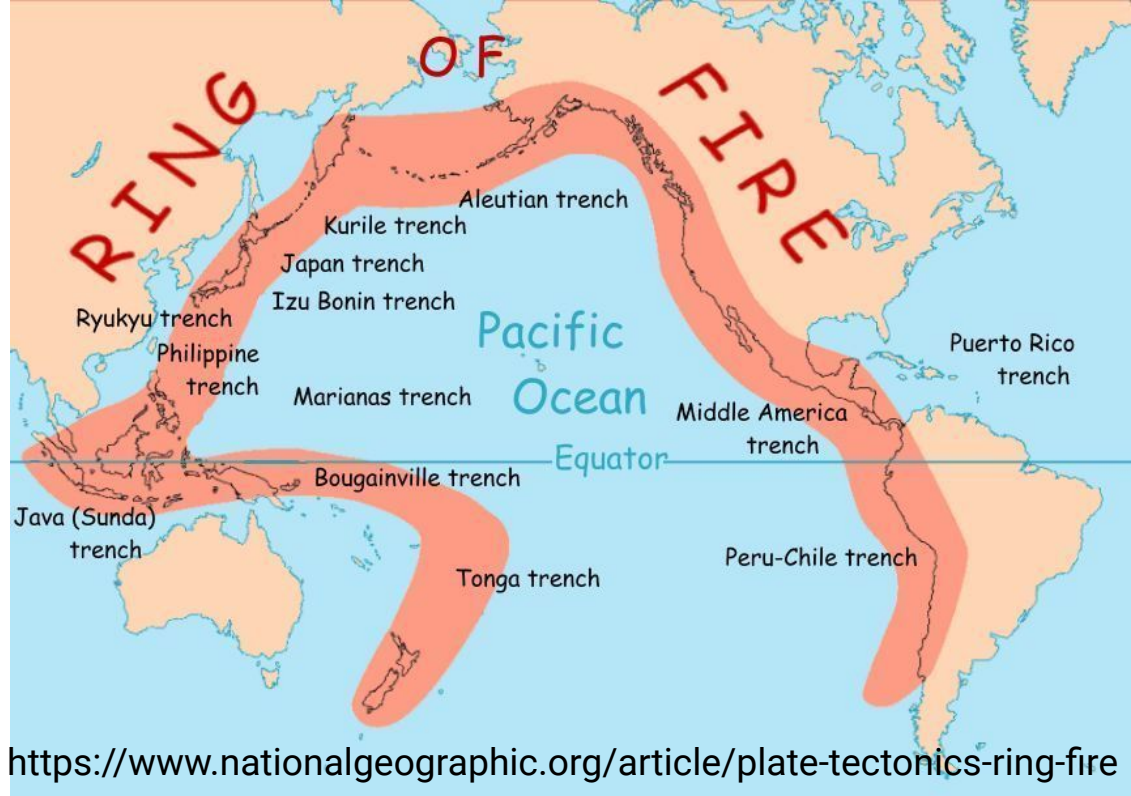 RING OF FIRE
Aleutian trench
Kurile trench
Japan trench
Izu Bonin trench
Ryukyu trench
Philippine
trench
Marianas trench
Pacific
Ocean
Equator
Puerto Rico
trench
Middle America
trench
Bougainville trench
Java (Sunda)
trench
Tonga trench
Peru-Chile trench
https://www.nationalgeographic.org/article/plate-tectonics-ring-fire